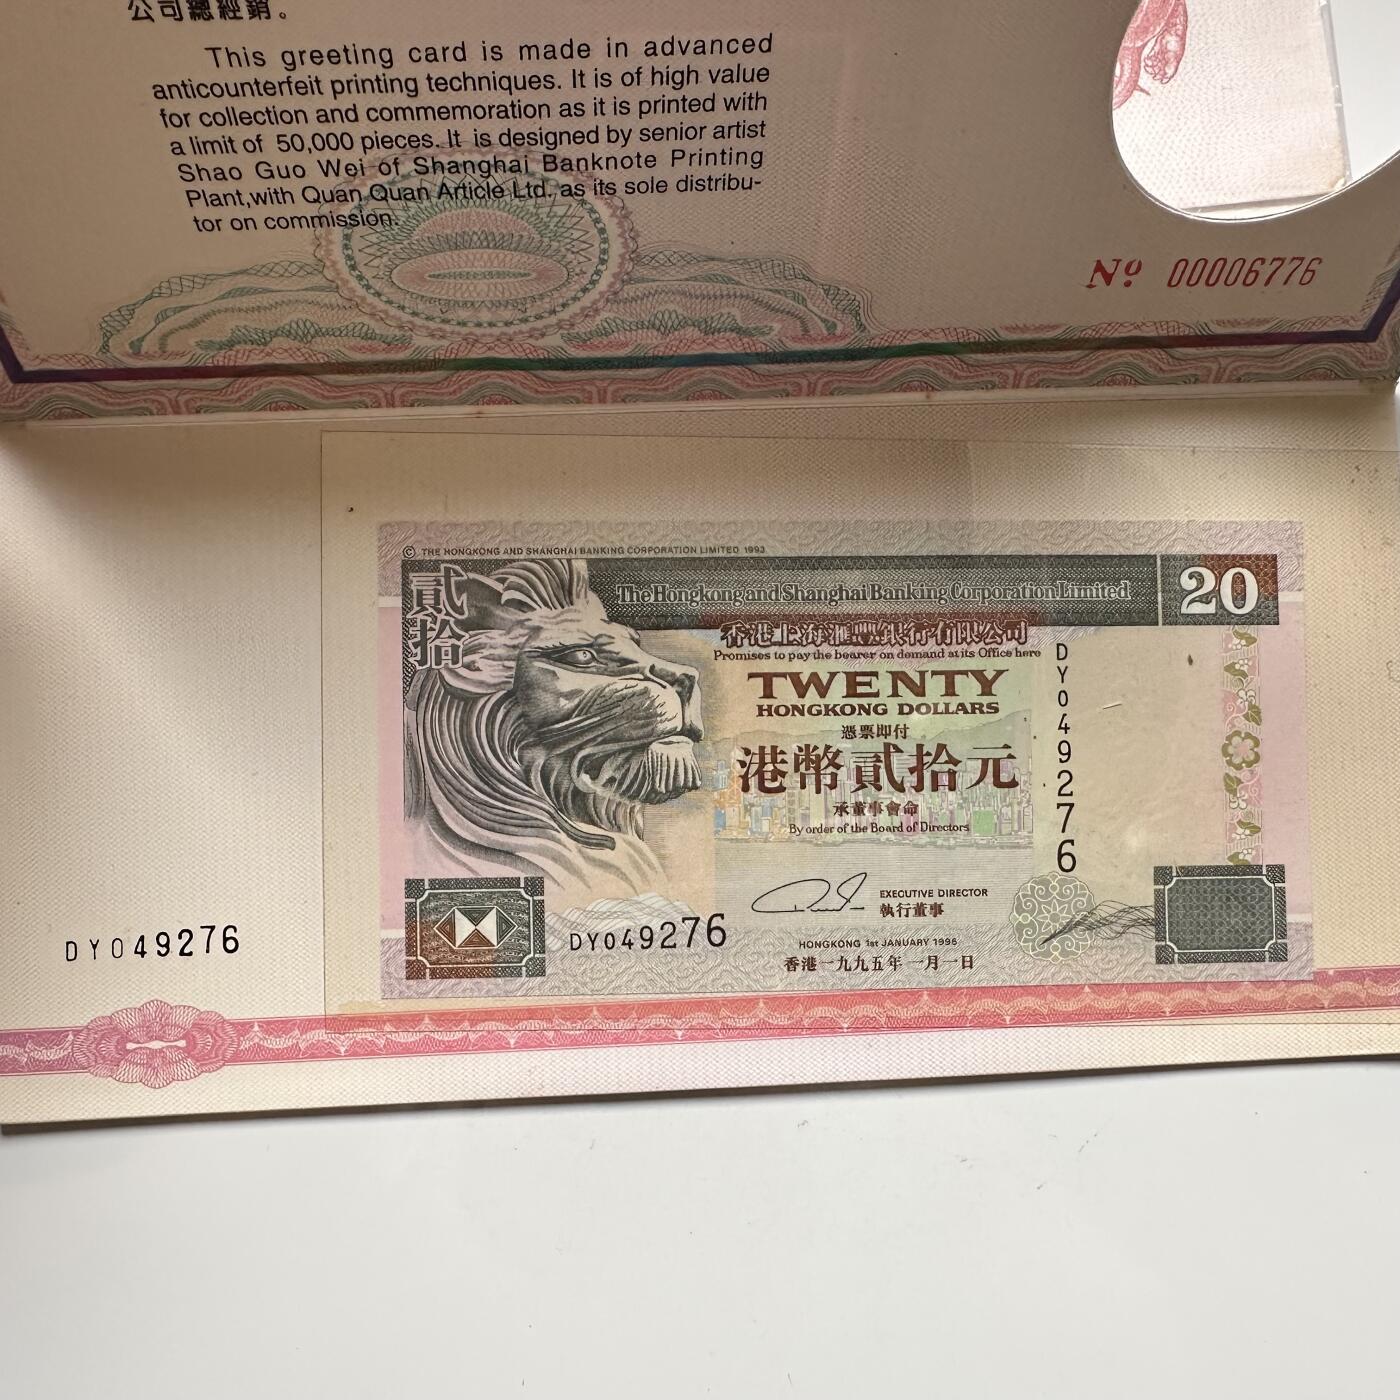 公司總經銷。
This greeting card is made in advanced
anticounterfeit printing techniques. It is of high value
for collection and commemoration as it is printed with
a limit of 50,000 pieces. It is designed by senior artist
Shao Guo Wei of Shanghai Banknote Printing
Plant,with Quan Quan Article Ltd. as its sole distribu-
tor on commission.
Nº 00006776
© THE HONGKONG AND SHANGHAI BANKING CORPORATION LIMITED 1993
貳拾
The Hongkong and Shanghai Banking Corporation Limited
20
香港上海滙豐銀行有限公司
Promises to pay the bearer on demand at its Office here
TWENTY
HONGKONG DOLLARS
憑票即付
港幣貳拾元
承董事會命
By order of the Board of Directors
DY049276
EXECUTIVE DIRECTOR
執行董事
DY049276
HONGKONG 1st JANUARY 1995
香港一九九五年一月一日
DY049276